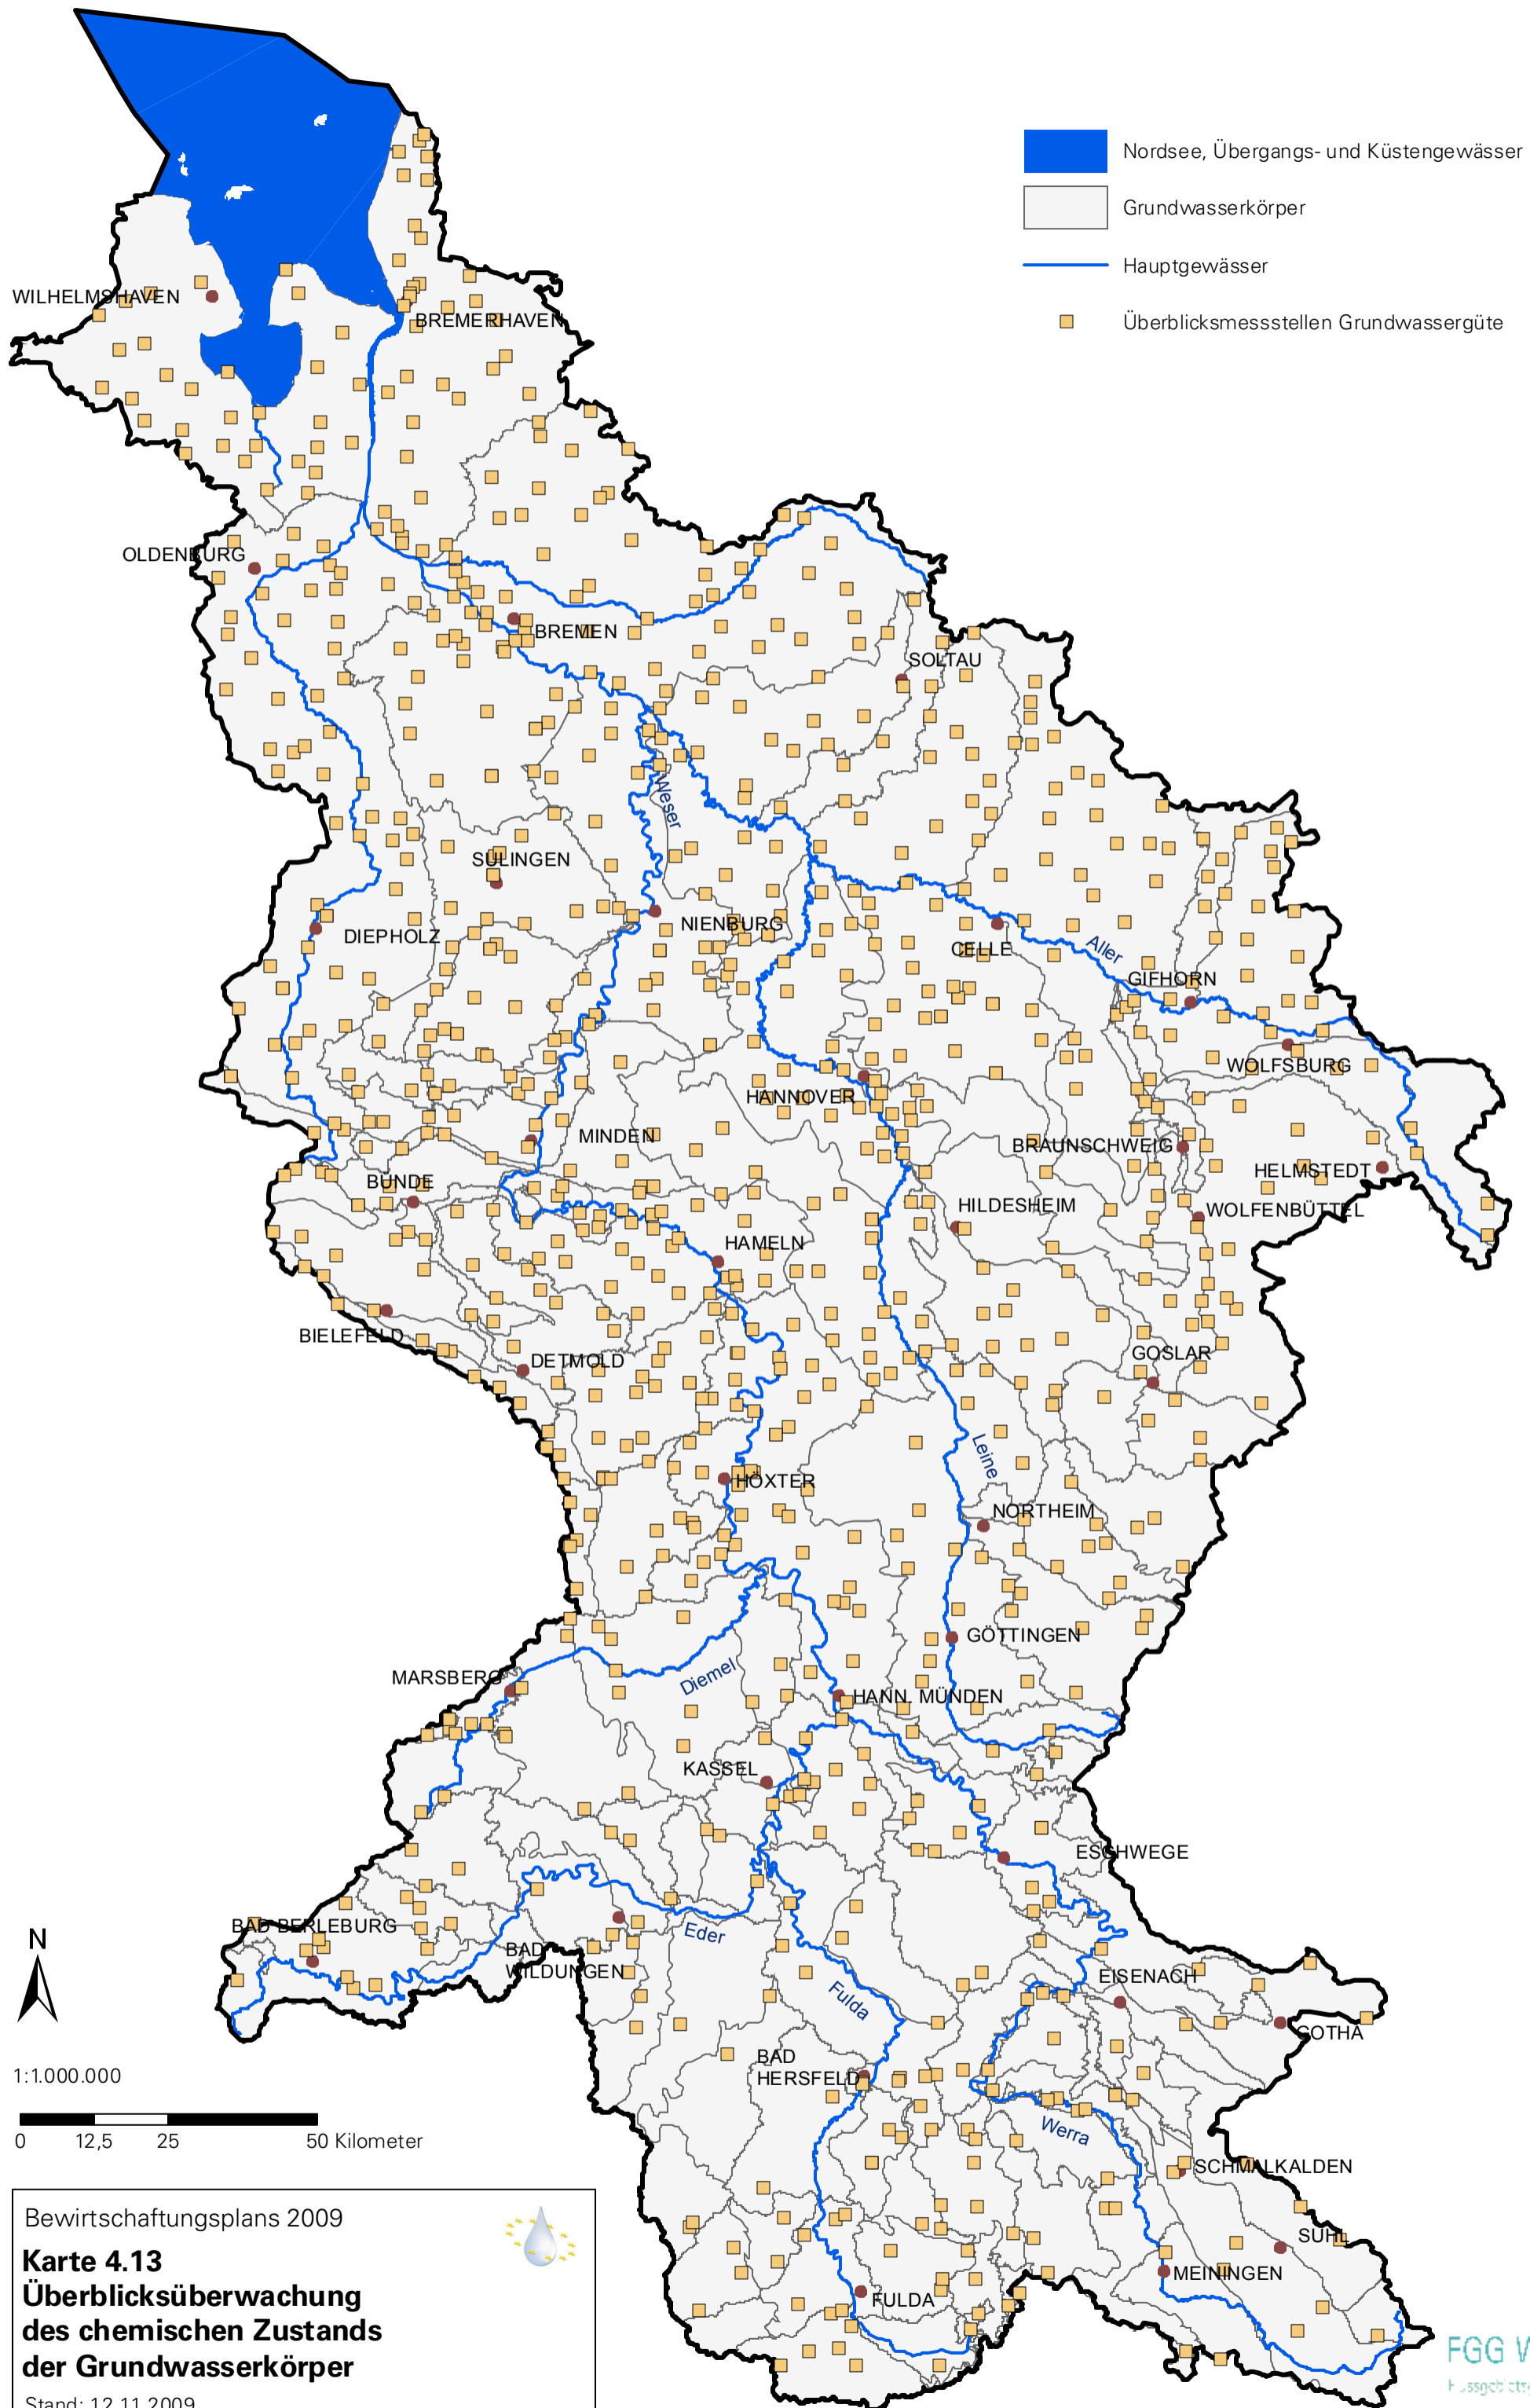 Nordsee, Übergangs- und Küstengewässer
Grundwasserkörper
Hauptgewässer
Überblicksmessstellen Grundwassergüte
WILHELMSHAVEN
BREMERHAVEN
OLDENBURG
BREMEN
SOLTAU
Weser
SULINGEN
NIENBURG
DIEPHOLZ
CELLE
Aller
GIFHORN
WOLFSBURG
HANNOVER
MINDEN
BRAUNSCHWEIG
HELMSTEDT
BÜNDE
HILDESHEIM
WOLFENBÜTTEL
HAMELN
BIELEFELD
DETMOLD
GOSLAR
Leine
HÖXTER
NORTHEIM
GÖTTINGEN
MARSBERG
Diemel
HANN. MÜNDEN
KASSEL
ESCHWEGE
BAD BERLEBURG
Eder
BAD
WILDUNGEN
N
EISENACH
Fulda
GOTHA
BAD
HERSFELD
1:1.000.000
Werra
0 12,5 25 50 Kilometer
SCHMALKALDEN
Bewirtschaftungsplans 2009
SUHL
Karte 4.13
MEININGEN
Überblicksüberwachung
FULDA
des chemischen Zustands
der Grundwasserkörper
FGG
Stand: 12.11.2009